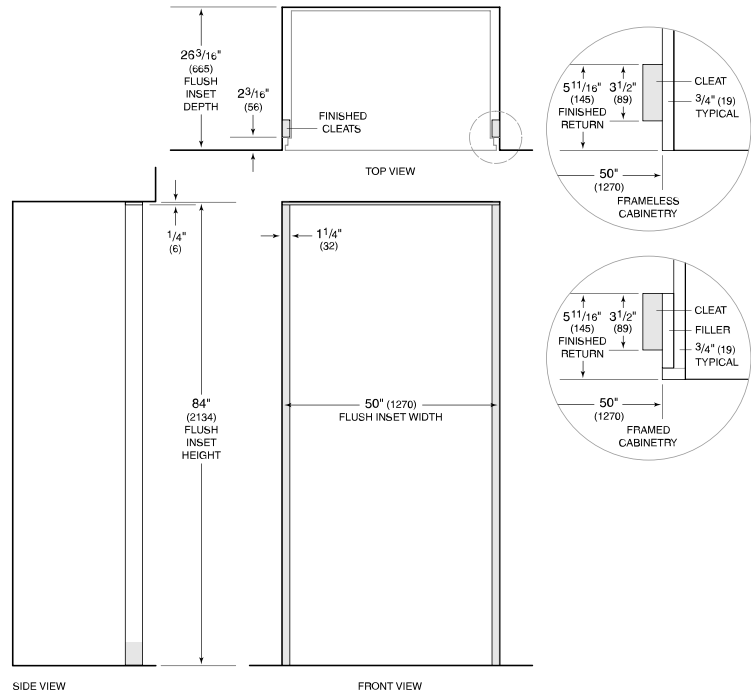 26 3/16"
(665)
FLUSH
INSET
DEPTH
2 3/16"
(56)
FINISHED
CLEATS
TOP VIEW
5 11/16"
(145)
FINISHED
RETURN
3 1/2"
(89)
CLEAT
3/4" (19)
TYPICAL
50"
(1270)
FRAMELESS
CABINETRY
1/4"
(6)
1 1/4"
(32)
5 11/16"
(145)
FINISHED
RETURN
3 1/2"
(89)
CLEAT
FILLER
3/4" (19)
TYPICAL
50"
(1270)
FRAMED
CABINETRY
84"
(2134)
FLUSH
INSET
HEIGHT
50" (1270)
FLUSH INSET WIDTH
SIDE VIEW
FRONT VIEW